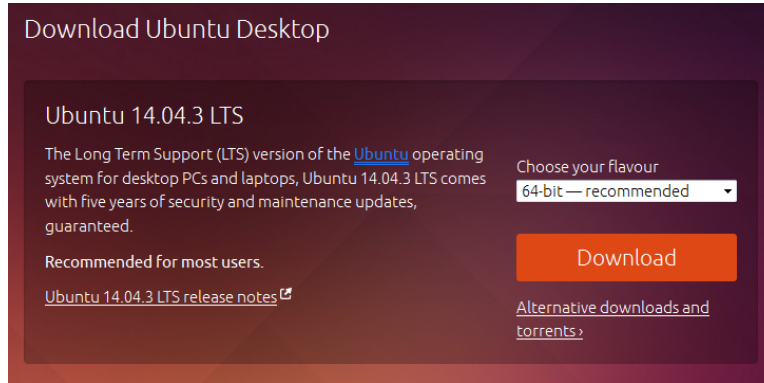 Download Ubuntu Desktop
Ubuntu 14.04.3 LTS
The Long Term Support (LTS) version of the Ubuntu operating
system for desktop PCs and laptops, Ubuntu 14.04.3 LTS comes
with five years of security and maintenance updates,
guaranteed.
Recommended for most users.
Ubuntu 14.04.3 LTS release notes
Choose your flavour
64-bit — recommended
Download
Alternative downloads and
torrents ›